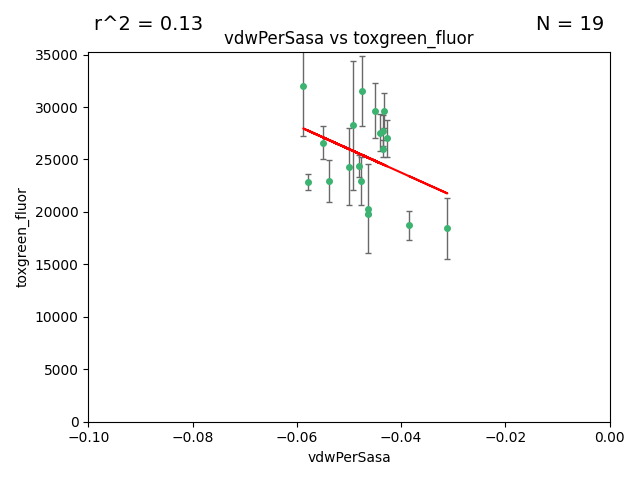 r^2 = 0.13
N = 19
vdwPerSasa vs toxgreen_fluor
35000
30000
25000
20000
15000
10000
5000
0
toxgreen_fluor
−0.10
−0.08
−0.06
−0.04
−0.02
0.00
vdwPerSasa